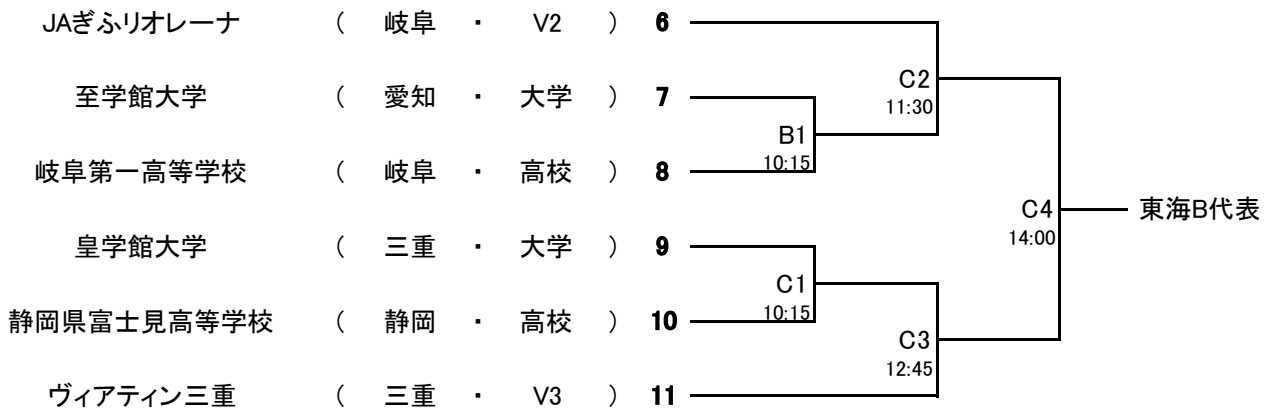 JAぎふリオレーナ ( 岐阜 ・ V2 ) 6
C2
至学館大学 ( 愛知 ・ 大学 ) 7
11:30
B1
10:15
岐阜第一高等学校 ( 岐阜 ・ 高校 ) 8
C4 東海B代表
14:00
皇学館大学 ( 三重 ・ 大学 ) 9
C1
10:15
静岡県富士見高等学校 ( 静岡 ・ 高校 ) 10
C3
12:45
ヴィアティン三重 ( 三重 ・ V3 ) 11